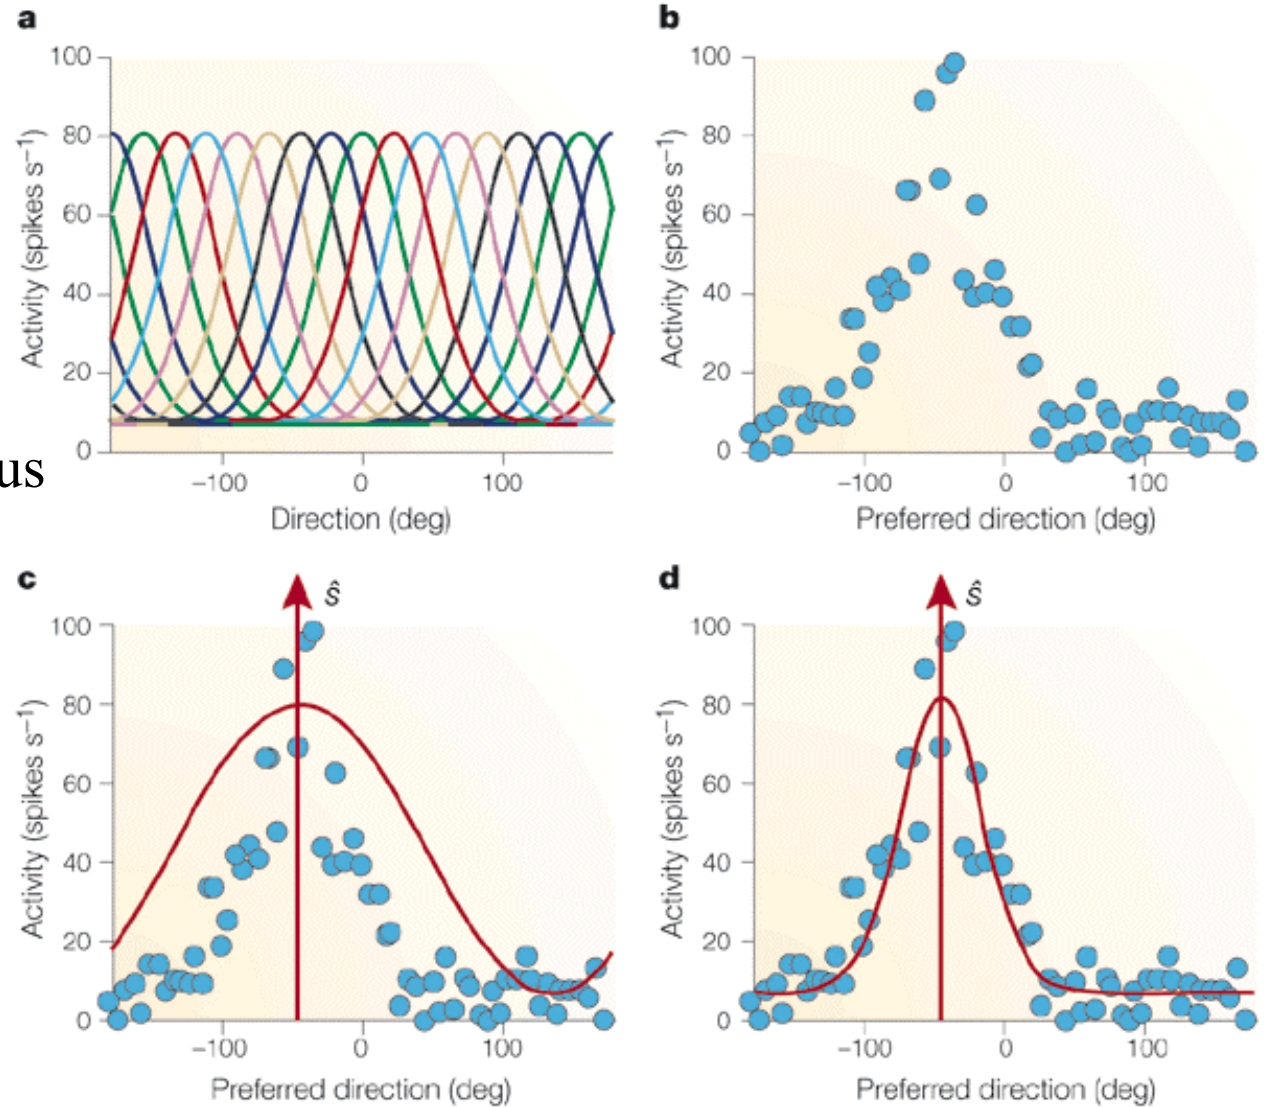 a
Activity (spikes s⁻¹)
100
80
60
40
20
0
−100 0 100
Direction (deg)
b
Activity (spikes s⁻¹)
100
80
60
40
20
0
−100 0 100
Preferred direction (deg)
us
c
ŝ
Activity (spikes s⁻¹)
100
80
60
40
20
0
−100 0 100
Preferred direction (deg)
d
ŝ
Activity (spikes s⁻¹)
100
80
60
40
20
0
−100 0 100
Preferred direction (deg)